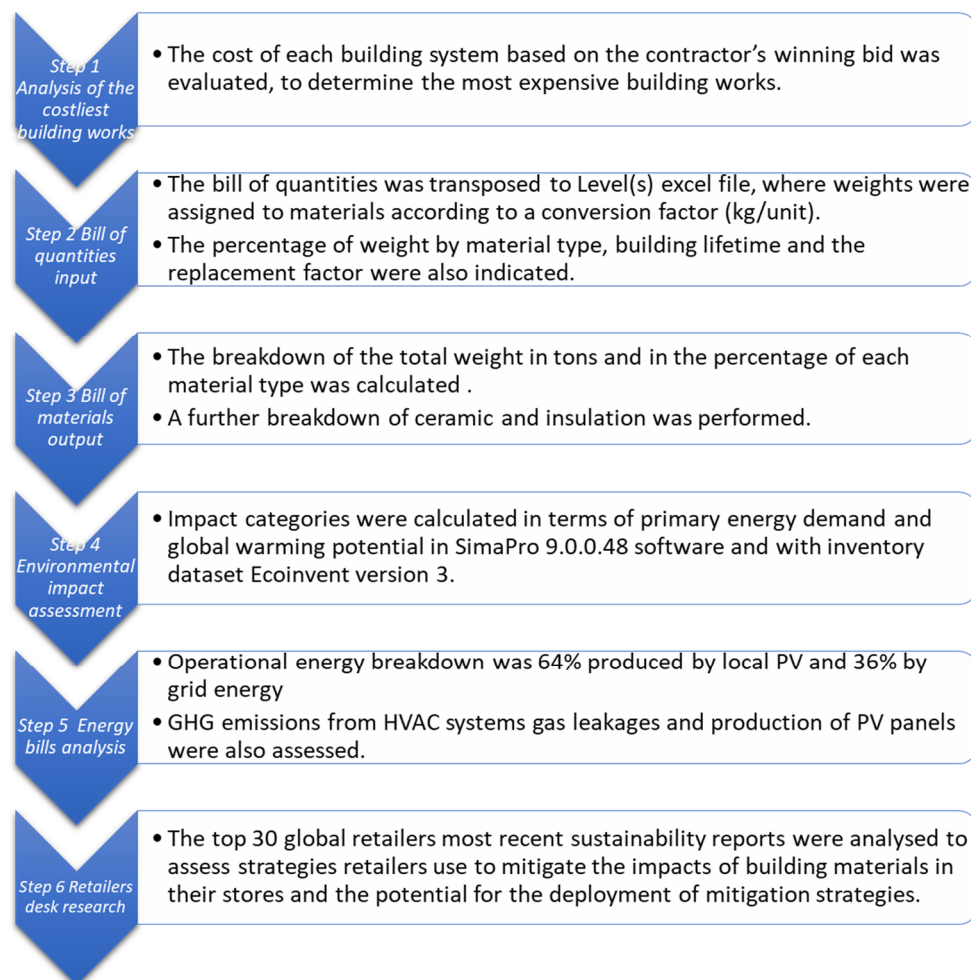 Step 1
Analysis of the
costliest
building works
• The cost of each building system based on the contractor’s winning bid was
evaluated, to determine the most expensive building works.
Step 2 Bill of
quantities
input
• The bill of quantities was transposed to Level(s) excel file, where weights were
assigned to materials according to a conversion factor (kg/unit).
• The percentage of weight by material type, building lifetime and the
replacement factor were also indicated.
Step 3 Bill of
materials
output
• The breakdown of the total weight in tons and in the percentage of each
material type was calculated .
• A further breakdown of ceramic and insulation was performed.
Step 4
Environmental
impact
assessment
• Impact categories were calculated in terms of primary energy demand and
global warming potential in SimaPro 9.0.0.48 software and with inventory
dataset Ecoinvent version 3.
Step 5 Energy
bills analysis
• Operational energy breakdown was 64% produced by local PV and 36% by
grid energy
• GHG emissions from HVAC systems gas leakages and production of PV panels
were also assessed.
Step 6 Retailers
desk research
• The top 30 global retailers most recent sustainability reports were analysed to
assess strategies retailers use to mitigate the impacts of building materials in
their stores and the potential for the deployment of mitigation strategies.